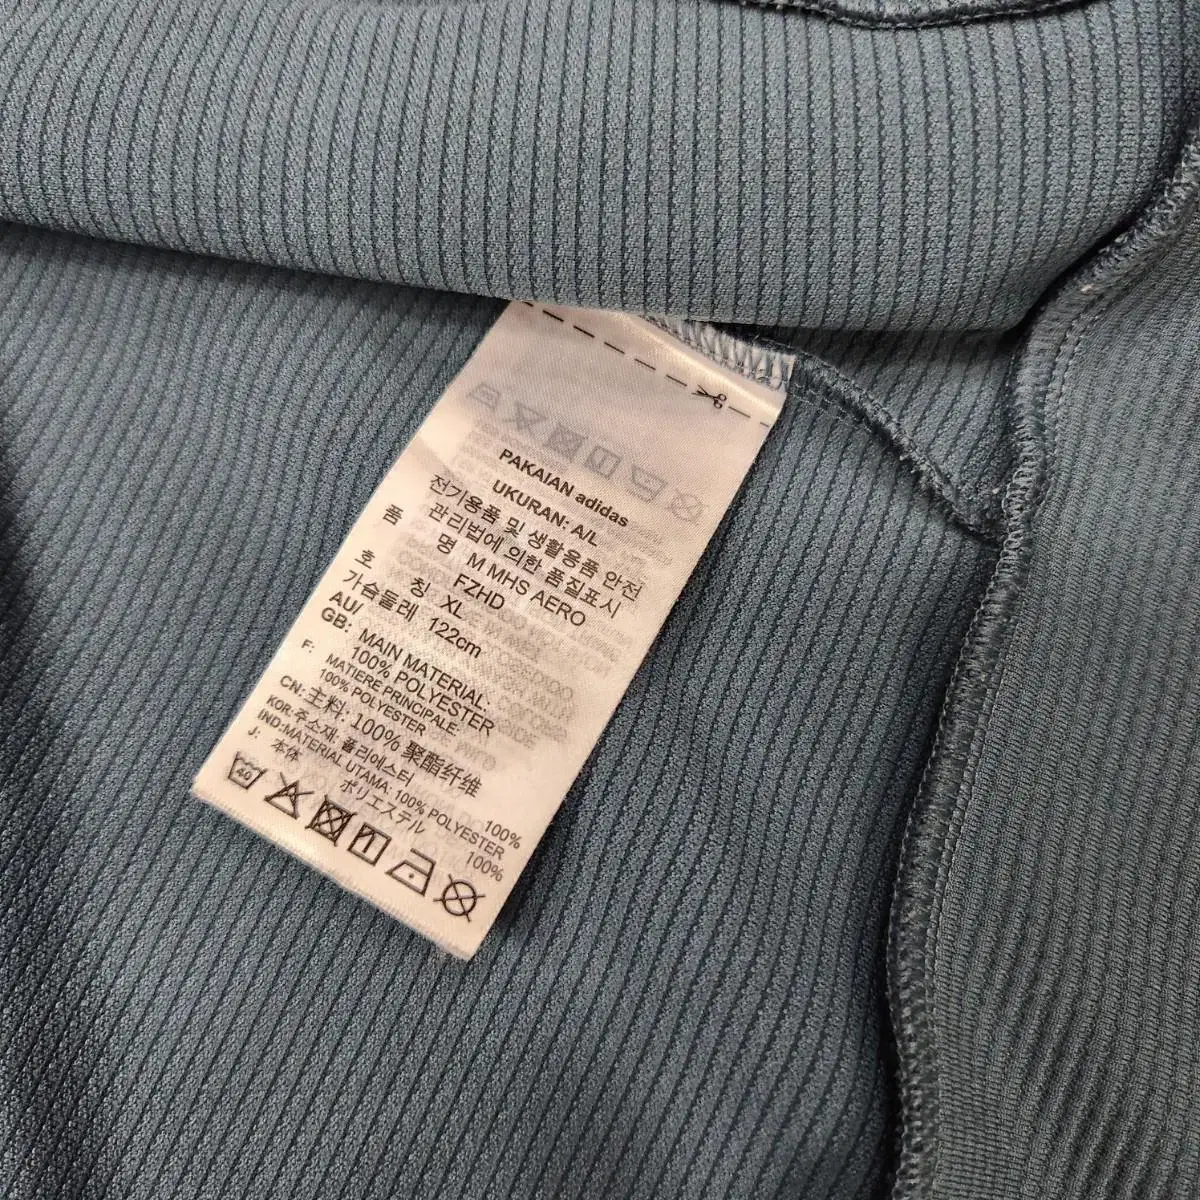 PAKAIAN adidas
UKURAN: A/L
전기용품 및 생활용품 안전
관리법에 의한 품질표시
품 명 M MHS AERO
FZHD
호 칭 XL
가슴둘레 122cm
AU/
GB: MAIN MATERIAL:
100% POLYESTER
F: MATIERE PRINCIPALE:
100% POLYESTER
CN: 主料: 100% 聚酯纤维
KOR: 주소재: 폴리에스터 100%
IND: MATERIAL UTAMA: 100% POLYESTER
J: 本体 ポリエステル 100%
40